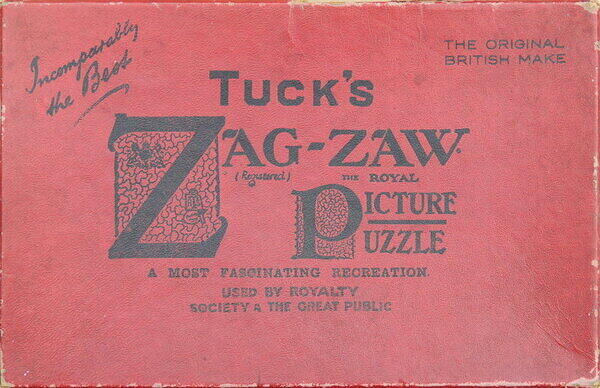 Incomparably
the Best
THE ORIGINAL
BRITISH MAKE
TUCK'S
ZAG-ZAW.
(Registered) THE ROYAL
PICTURE
PUZZLE
A MOST FASCINATING RECREATION.
USED BY ROYALTY
SOCIETY & THE GREAT PUBLIC